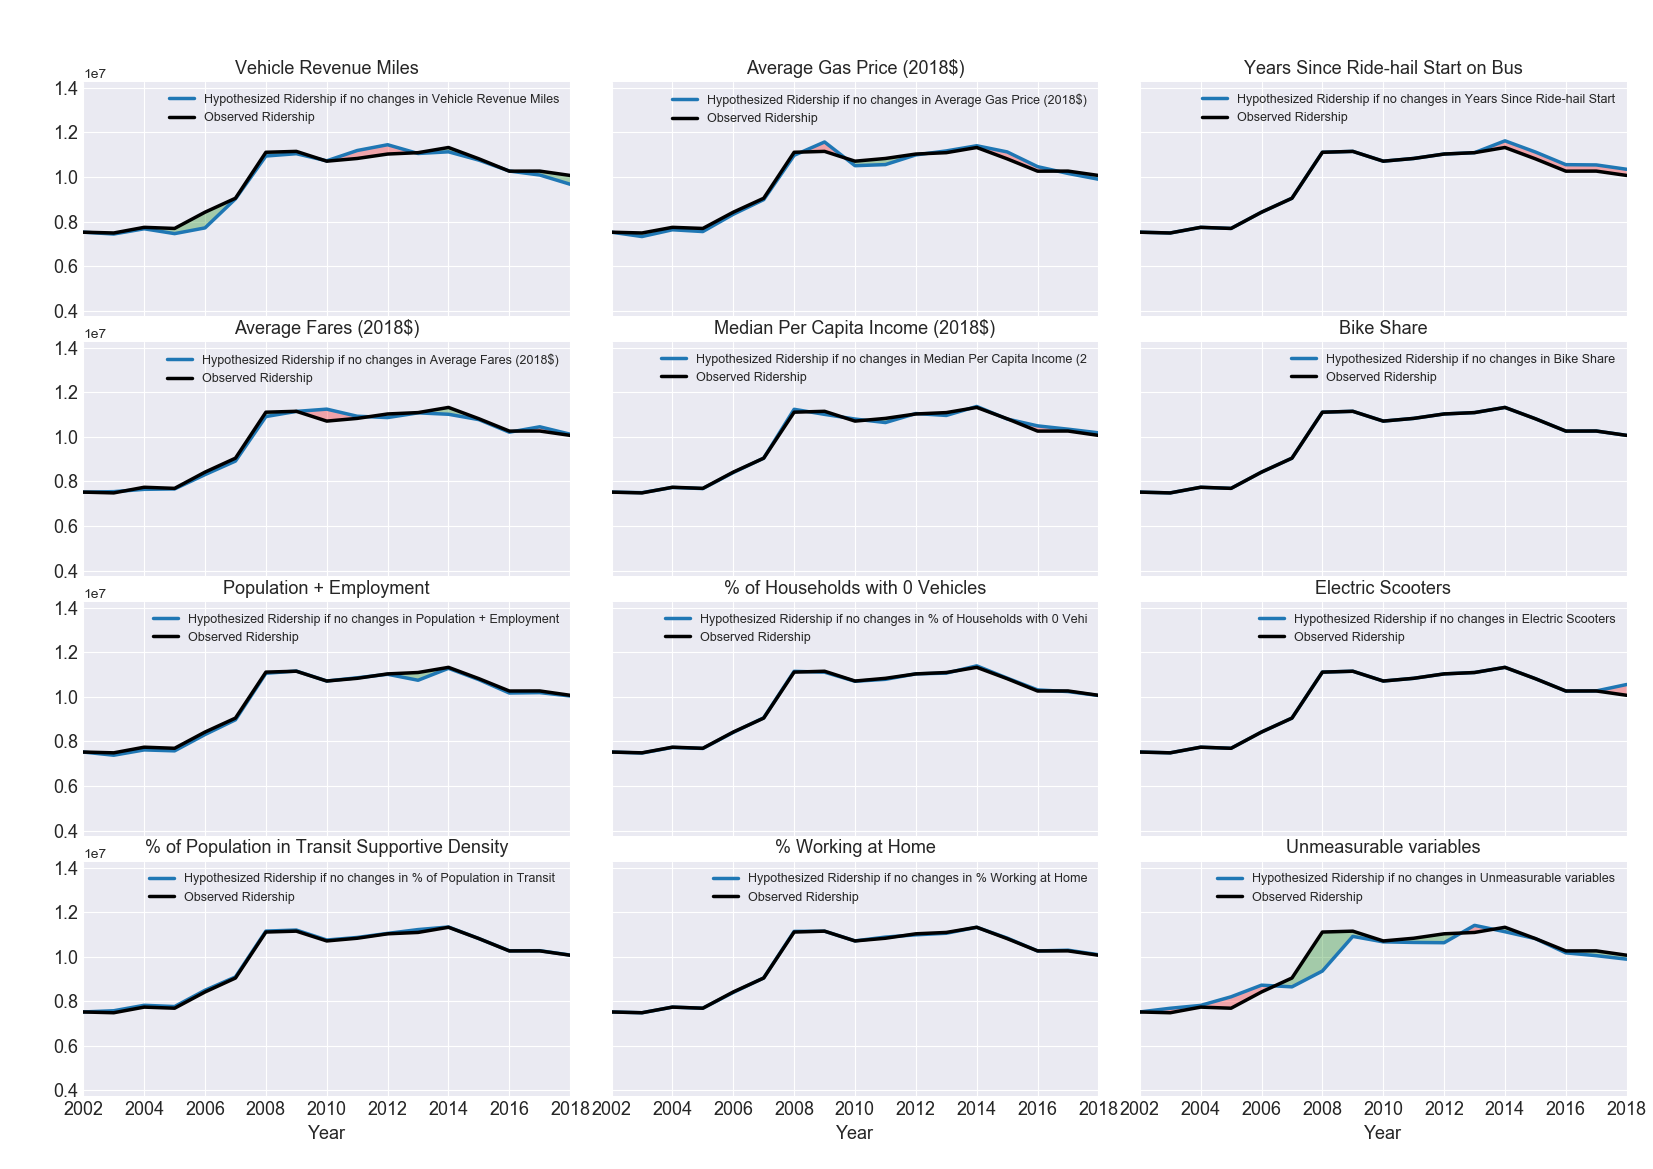 Vehicle Revenue Miles
1e7
1.4
1.2
1.0
0.8
0.6
0.4
Hypothesized Ridership if no changes in Vehicle Revenue Miles
Observed Ridership
Average Gas Price (2018$)
Hypothesized Ridership if no changes in Average Gas Price (2018$)
Observed Ridership
Years Since Ride-hail Start on Bus
Hypothesized Ridership if no changes in Years Since Ride-hail Start
Observed Ridership
Average Fares (2018$)
1e7
1.4
1.2
1.0
0.8
0.6
0.4
Hypothesized Ridership if no changes in Average Fares (2018$)
Observed Ridership
Median Per Capita Income (2018$)
Hypothesized Ridership if no changes in Median Per Capita Income (2
Observed Ridership
Bike Share
Hypothesized Ridership if no changes in Bike Share
Observed Ridership
Population + Employment
1e7
1.4
1.2
1.0
0.8
0.6
0.4
Hypothesized Ridership if no changes in Population + Employment
Observed Ridership
% of Households with 0 Vehicles
Hypothesized Ridership if no changes in % of Households with 0 Vehi
Observed Ridership
Electric Scooters
Hypothesized Ridership if no changes in Electric Scooters
Observed Ridership
% of Population in Transit Supportive Density
1e7
1.4
1.2
1.0
0.8
0.6
0.4
Hypothesized Ridership if no changes in % of Population in Transit
Observed Ridership
2002 2004 2006 2008 2010 2012 2014 2016 2018
Year
% Working at Home
Hypothesized Ridership if no changes in % Working at Home
Observed Ridership
2002 2004 2006 2008 2010 2012 2014 2016 2018
Year
Unmeasurable variables
Hypothesized Ridership if no changes in Unmeasurable variables
Observed Ridership
2002 2004 2006 2008 2010 2012 2014 2016 2018
Year